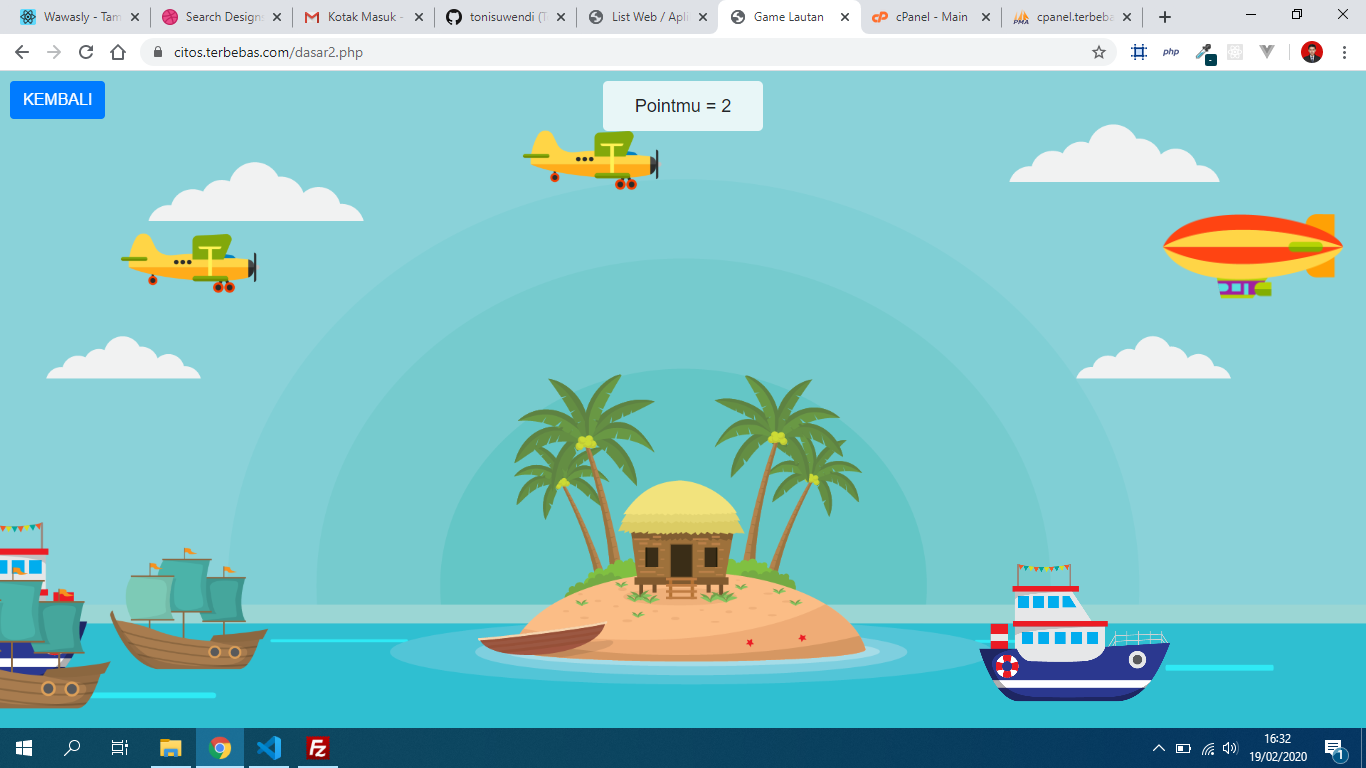 Wawasly - Tam
Search Design
Kotak Masuk -
tonisuwendi (T
List Web / Apli
Game Lautan
cPanel - Main
cpanel.terbeba
citos.terbebas.com/dasar2.php
php
KEMBALI
Pointmu = 2
16:32
19/02/2020
1